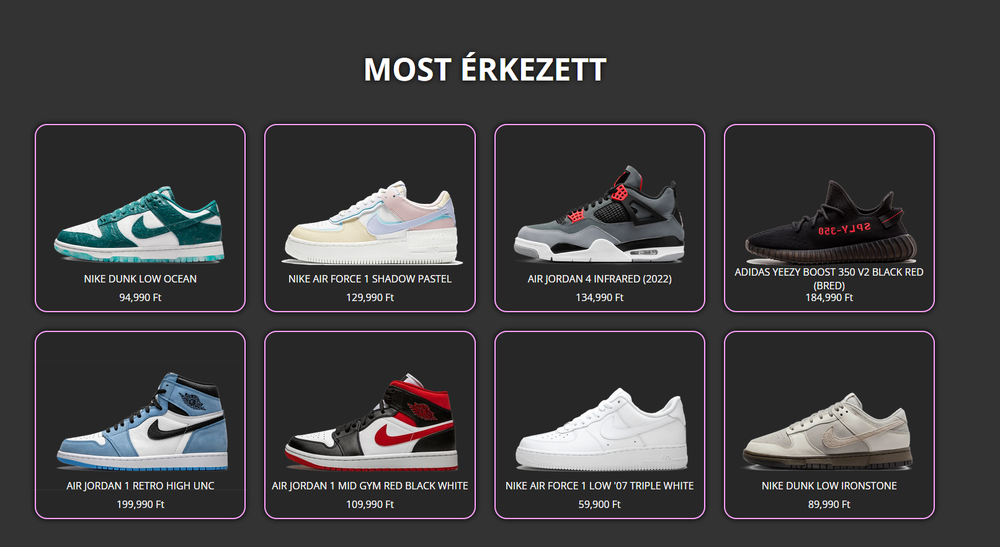 MOST ÉRKEZETT
NIKE DUNK LOW OCEAN
94,990 Ft
NIKE AIR FORCE 1 SHADOW PASTEL
129,990 Ft
AIR JORDAN 4 INFRARED (2022)
134,990 Ft
SPLY-350
ADIDAS YEEZY BOOST 350 V2 BLACK RED
(BRED)
184,990 Ft
AIR JORDAN 1 RETRO HIGH UNC
199,990 Ft
AIR JORDAN 1 MID GYM RED BLACK WHITE
109,990 Ft
NIKE AIR FORCE 1 LOW '07 TRIPLE WHITE
59,900 Ft
NIKE DUNK LOW IRONSTONE
89,990 Ft